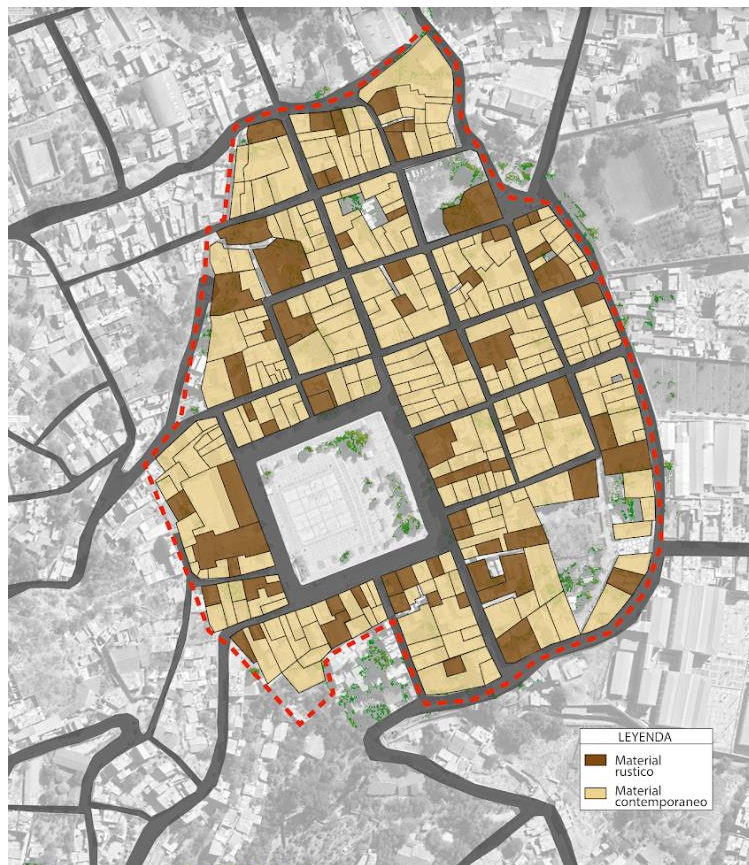 LEYENDA
Material
rustico
Material
contemporaneo